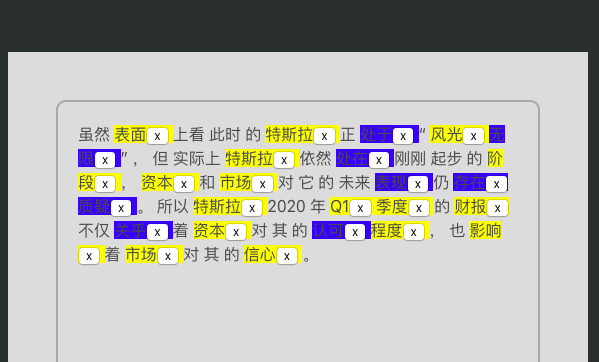 虽然 表面 x 上看 此时 的 特斯拉 x 正 处于 x “ 风光 x 无
限 x ” ， 但 实际上 特斯拉 x 依然 处在 x 刚刚 起步 的 阶
段 x ， 资本 x 和 市场 x 对 它 的 未来 表现 x 仍 存在 x
质疑 x 。 所以 特斯拉 x 2020 年 Q1 x 季度 x 的 财报 x
不仅 关乎 x 着 资本 x 对 其 的 认可 x 程度 x ， 也 影响
x 着 市场 x 对 其 的 信心 x 。